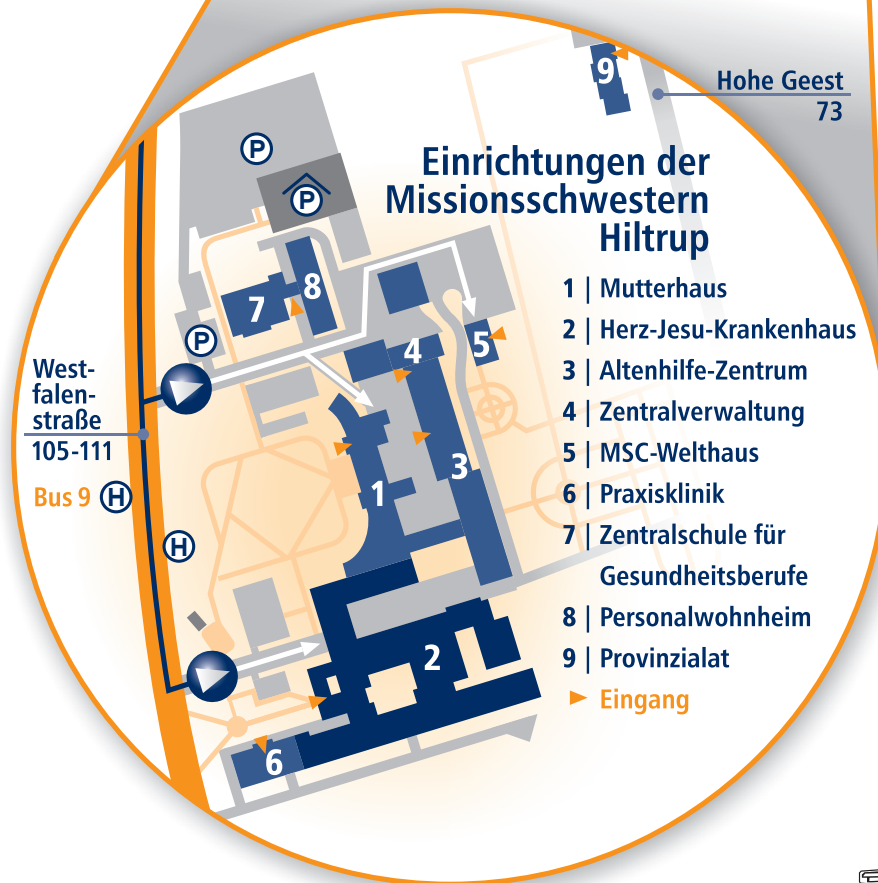 Hohe Geest
73
Einrichtungen der
Missionsschwestern
Hiltrup
1 | Mutterhaus
2 | Herz-Jesu-Krankenhaus
3 | Altenhilfe-Zentrum
4 | Zentralverwaltung
5 | MSC-Welthaus
6 | Praxisklinik
7 | Zentralschule für
Gesundheitsberufe
8 | Personalwohnheim
9 | Provinzialat
Eingang
West-
falen-
straße
105-111
Bus 9 H
H
P
P
P
9
8
7
5
4
3
1
2
6